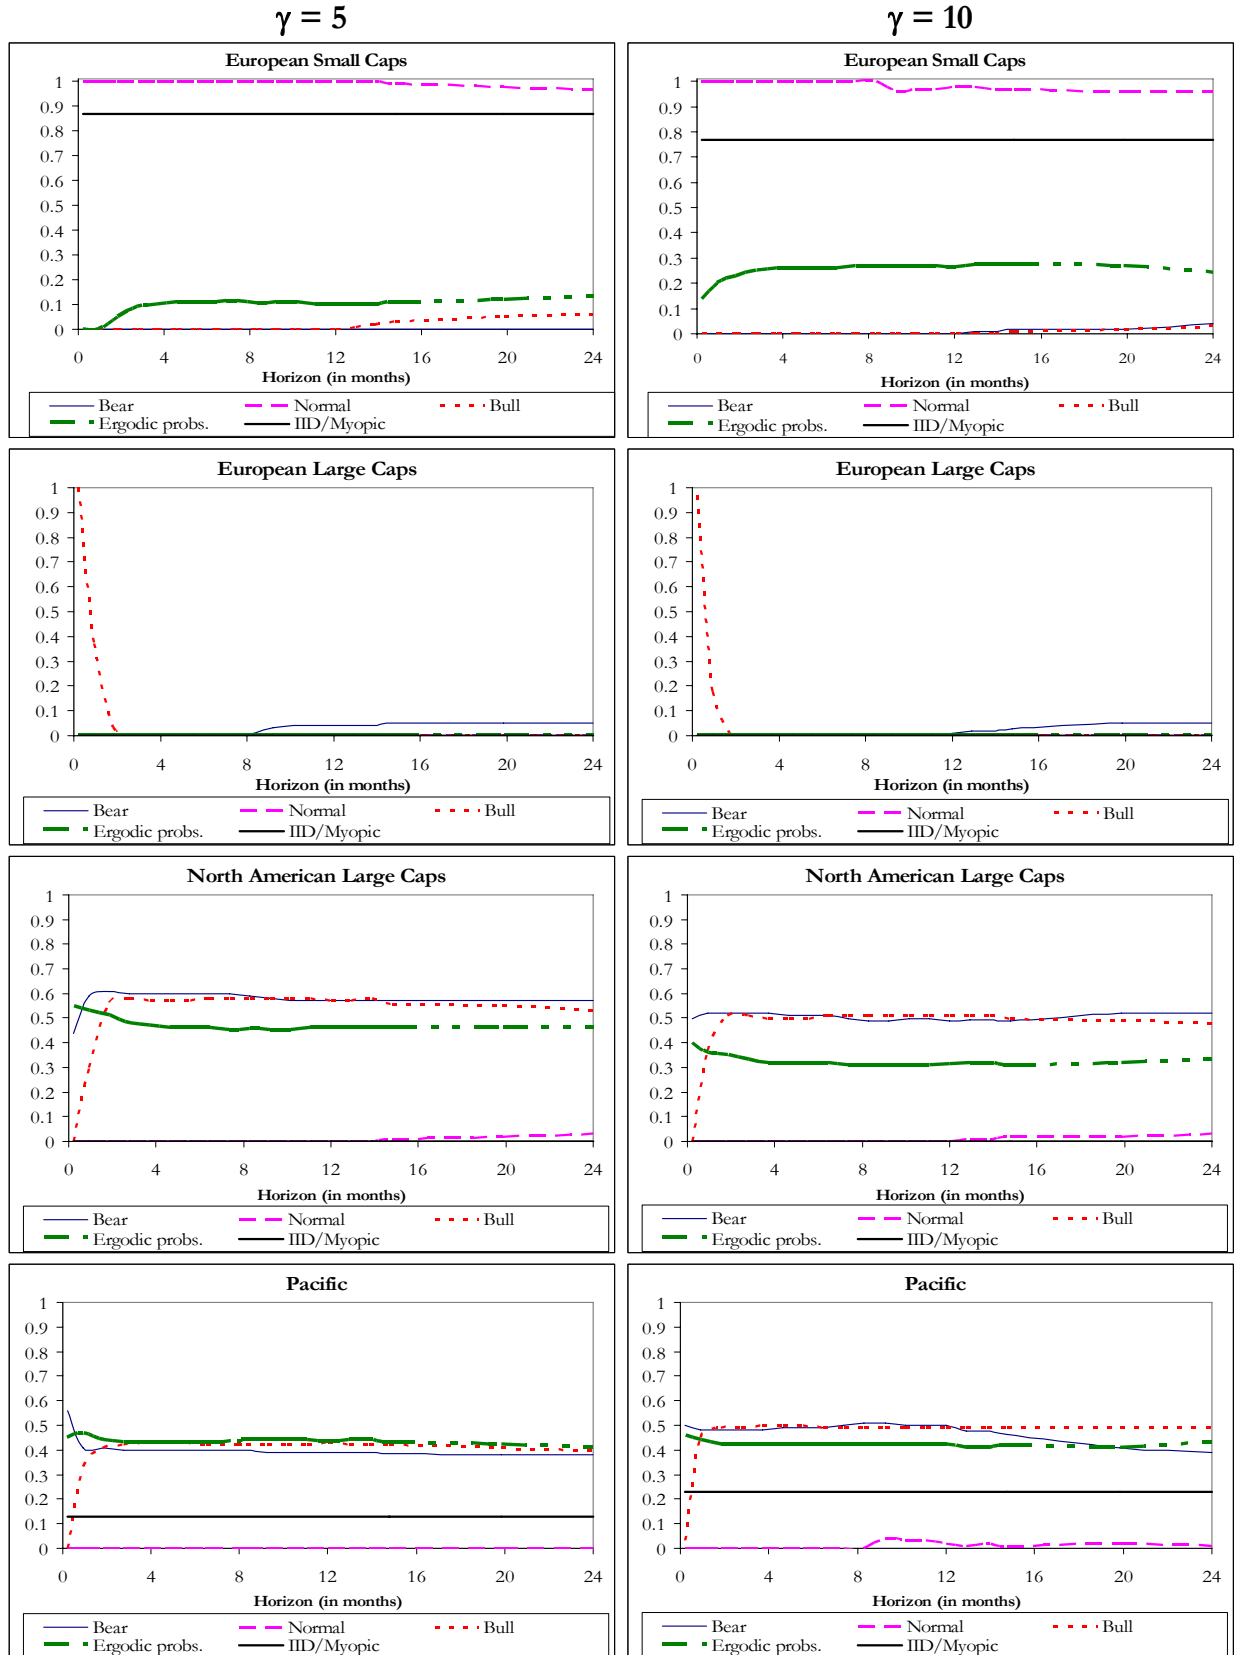 γ = 5
γ = 10
European Small Caps
1
0.9
0.8
0.7
0.6
0.5
0.4
0.3
0.2
0.1
0
0 4 8 12 16 20 24
Horizon (in months)
Bear Normal Bull
Ergodic probs. IID/Myopic
European Small Caps
1
0.9
0.8
0.7
0.6
0.5
0.4
0.3
0.2
0.1
0
0 4 8 12 16 20 24
Horizon (in months)
Bear Normal Bull
Ergodic probs. IID/Myopic
European Large Caps
1
0.9
0.8
0.7
0.6
0.5
0.4
0.3
0.2
0.1
0
0 4 8 12 16 20 24
Horizon (in months)
Bear Normal Bull
Ergodic probs. IID/Myopic
European Large Caps
1
0.9
0.8
0.7
0.6
0.5
0.4
0.3
0.2
0.1
0
0 4 8 12 16 20 24
Horizon (in months)
Bear Normal Bull
Ergodic probs. IID/Myopic
North American Large Caps
1
0.9
0.8
0.7
0.6
0.5
0.4
0.3
0.2
0.1
0
0 4 8 12 16 20 24
Horizon (in months)
Bear Normal Bull
Ergodic probs. IID/Myopic
North American Large Caps
1
0.9
0.8
0.7
0.6
0.5
0.4
0.3
0.2
0.1
0
0 4 8 12 16 20 24
Horizon (in months)
Bear Normal Bull
Ergodic probs. IID/Myopic
Pacific
1
0.9
0.8
0.7
0.6
0.5
0.4
0.3
0.2
0.1
0
0 4 8 12 16 20 24
Horizon (in months)
Bear Normal Bull
Ergodic probs. IID/Myopic
Pacific
1
0.9
0.8
0.7
0.6
0.5
0.4
0.3
0.2
0.1
0
0 4 8 12 16 20 24
Horizon (in months)
Bear Normal Bull
Ergodic probs. IID/Myopic